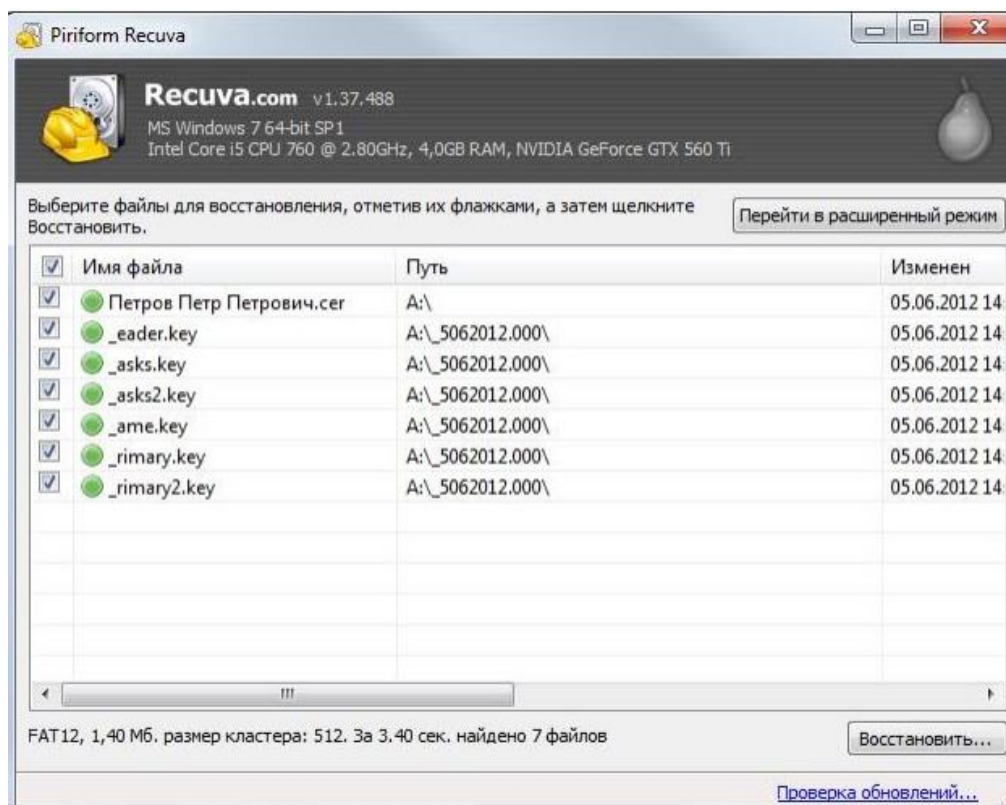 Piriform Recuva
Recuva.com v1.37.488
MS Windows 7 64-bit SP1
Intel Core i5 CPU 760 @ 2.80GHz, 4,0GB RAM, NVIDIA GeForce GTX 560 Ti
Выберите файлы для восстановления, отметив их флажками, а затем щелкните
Восстановить.
Перейти в расширенный режим
Имя файла Путь Изменен
Петров Петр Петрович.cer A:\ 05.06.2012 14
_eader.key A:\_5062012.000\ 05.06.2012 14
_asks.key A:\_5062012.000\ 05.06.2012 14
_asks2.key A:\_5062012.000\ 05.06.2012 14
_ame.key A:\_5062012.000\ 05.06.2012 14
_rimary.key A:\_5062012.000\ 05.06.2012 14
_rimary2.key A:\_5062012.000\ 05.06.2012 14
FAT12, 1,40 Мб. размер кластера: 512. За 3.40 сек. найдено 7 файлов
Восстановить...
Проверка обновлений...